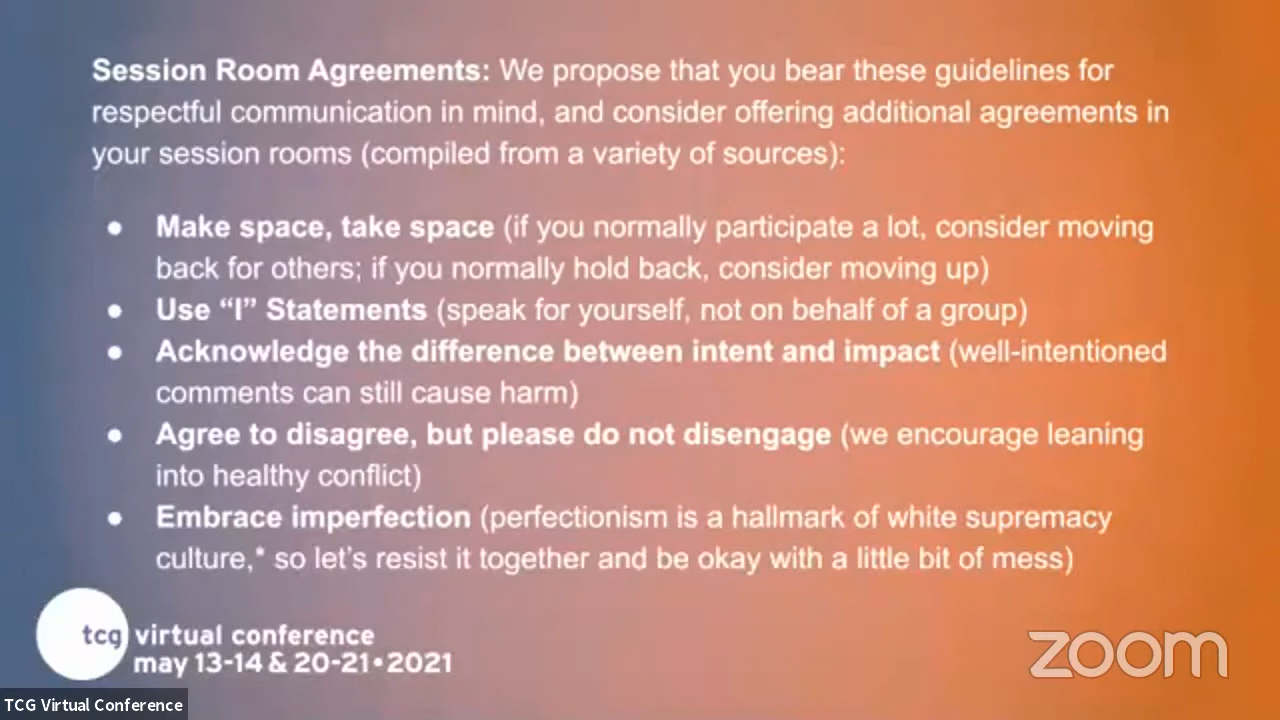 Session Room Agreements: We propose that you bear these guidelines for
respectful communication in mind, and consider offering additional agreements in
your session rooms (compiled from a variety of sources):
● Make space, take space (if you normally participate a lot, consider moving
back for others; if you normally hold back, consider moving up)
● Use “I” Statements (speak for yourself, not on behalf of a group)
● Acknowledge the difference between intent and impact (well-intentioned
comments can still cause harm)
● Agree to disagree, but please do not disengage (we encourage leaning
into healthy conflict)
● Embrace imperfection (perfectionism is a hallmark of white supremacy
culture,* so let’s resist it together and be okay with a little bit of mess)
tcg virtual conference
may 13-14 & 20-21•2021
zoom
TCG Virtual Conference